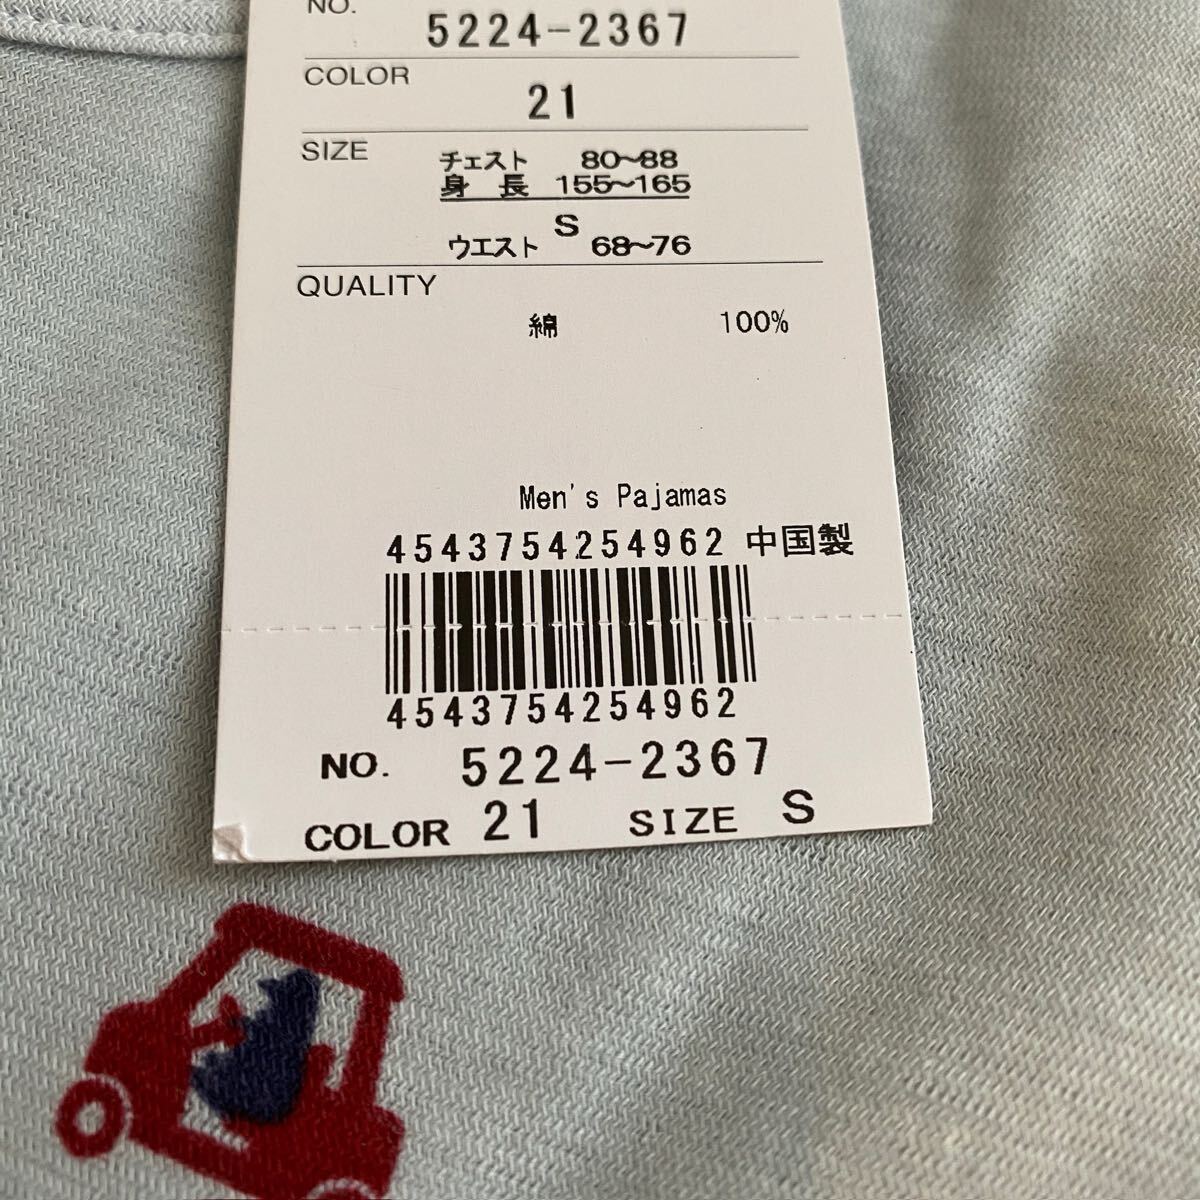 NO.
5224-2367
COLOR
21
SIZE
チェスト 80~88
身 長 155~165
S
ウエスト 68~76
QUALITY
綿 100%
Men's Pajamas
4543754254962 中国製
4543754254962
NO. 5224-2367
COLOR 21 SIZE S